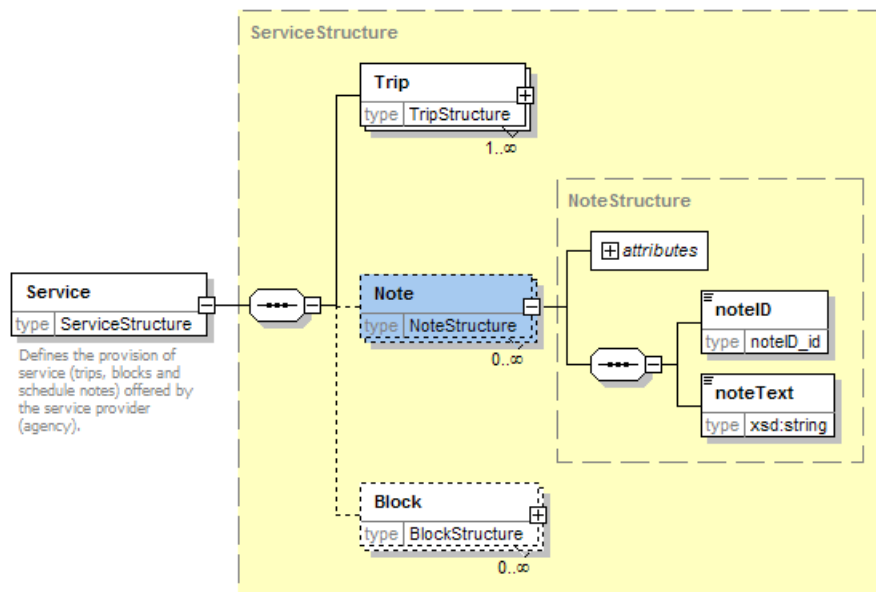 ServiceStructure
Trip
type TripStructure
1..∞
NoteStructure
attributes
Service
type ServiceStructure
Defines the provision of
service (trips, blocks and
schedule notes) offered by
the service provider
(agency).
Note
type NoteStructure
0..∞
noteID
type noteID_id
noteText
type xsd:string
Block
type BlockStructure
0..∞